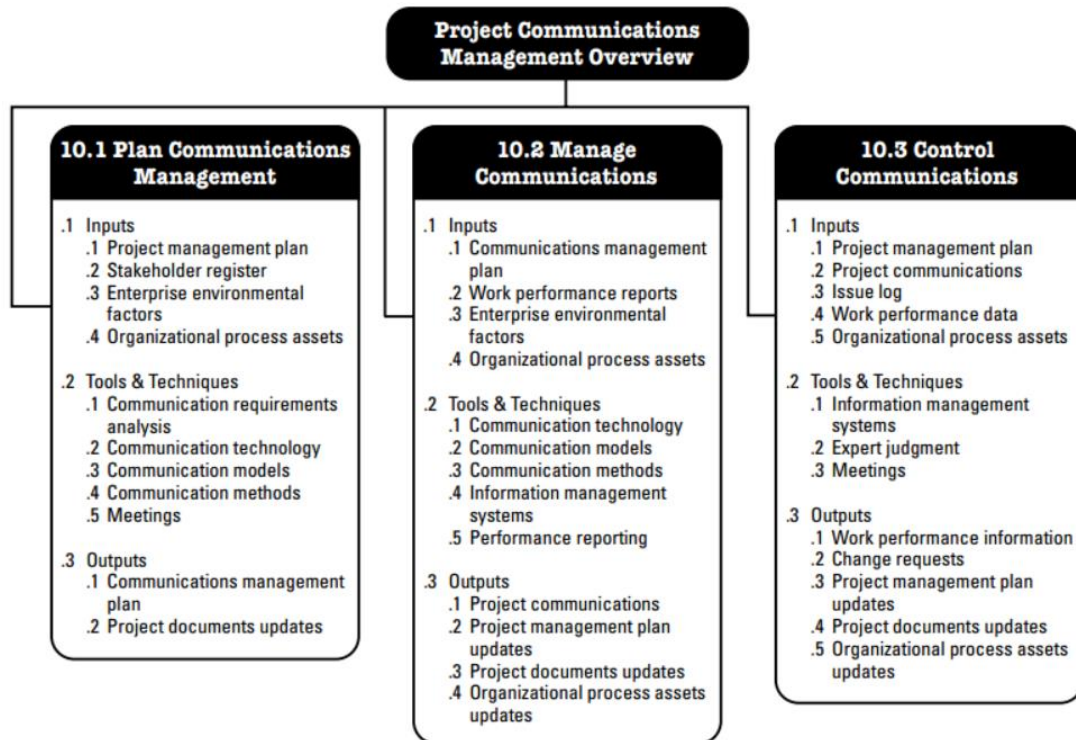 Project Communications
Management Overview
10.1 Plan Communications
Management
.1 Inputs
.1 Project management plan
.2 Stakeholder register
.3 Enterprise environmental
factors
.4 Organizational process assets
.2 Tools & Techniques
.1 Communication requirements
analysis
.2 Communication technology
.3 Communication models
.4 Communication methods
.5 Meetings
.3 Outputs
.1 Communications management
plan
.2 Project documents updates
10.2 Manage
Communications
.1 Inputs
.1 Communications management
plan
.2 Work performance reports
.3 Enterprise environmental
factors
.4 Organizational process assets
.2 Tools & Techniques
.1 Communication technology
.2 Communication models
.3 Communication methods
.4 Information management
systems
.5 Performance reporting
.3 Outputs
.1 Project communications
.2 Project management plan
updates
.3 Project documents updates
.4 Organizational process assets
updates
10.3 Control
Communications
.1 Inputs
.1 Project management plan
.2 Project communications
.3 Issue log
.4 Work performance data
.5 Organizational process assets
.2 Tools & Techniques
.1 Information management
systems
.2 Expert judgment
.3 Meetings
.3 Outputs
.1 Work performance information
.2 Change requests
.3 Project management plan
updates
.4 Project documents updates
.5 Organizational process assets
updates